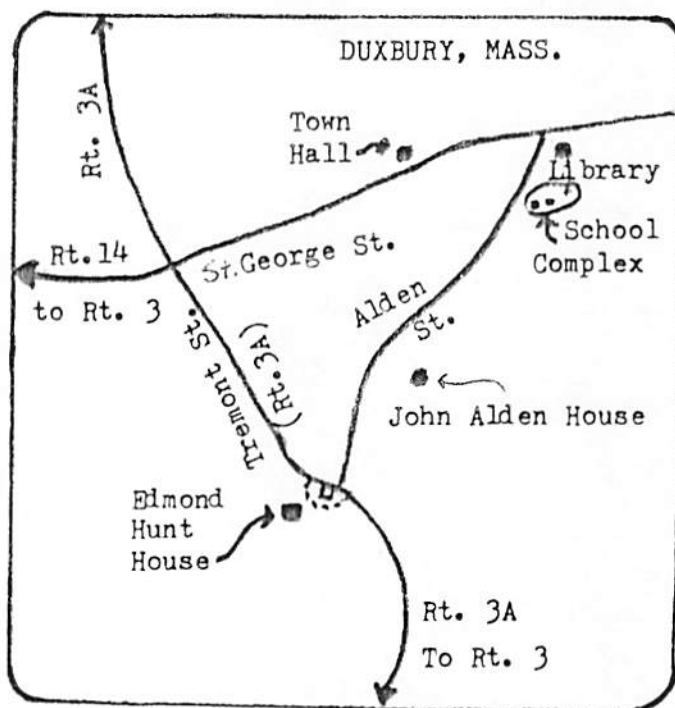 DUXBURY, MASS.
Rt. 3A
Town
Hall
Library
School
Complex
Rt.14
to Rt. 3
St.George St.
Alden
St.
Tremont St.
(Rt.3A)
John Alden House
Edmond
Hunt
House
Rt. 3A
To Rt. 3